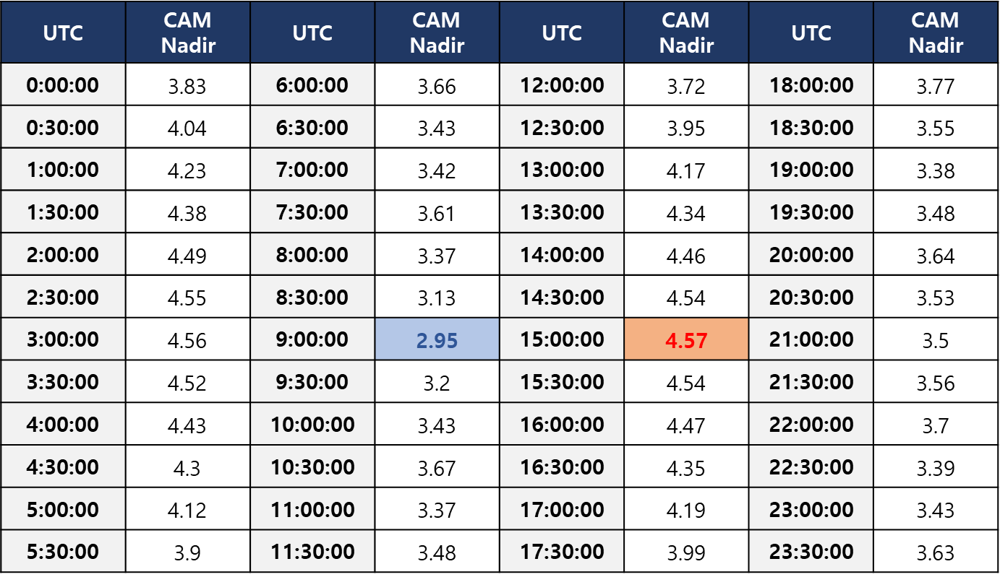 UTC CAM Nadir UTC CAM Nadir UTC CAM Nadir UTC CAM Nadir
0:00:00 3.83 6:00:00 3.66 12:00:00 3.72 18:00:00 3.77
0:30:00 4.04 6:30:00 3.43 12:30:00 3.95 18:30:00 3.55
1:00:00 4.23 7:00:00 3.42 13:00:00 4.17 19:00:00 3.38
1:30:00 4.38 7:30:00 3.61 13:30:00 4.34 19:30:00 3.48
2:00:00 4.49 8:00:00 3.37 14:00:00 4.46 20:00:00 3.64
2:30:00 4.55 8:30:00 3.13 14:30:00 4.54 20:30:00 3.53
3:00:00 4.56 9:00:00 2.95 15:00:00 4.57 21:00:00 3.5
3:30:00 4.52 9:30:00 3.2 15:30:00 4.54 21:30:00 3.56
4:00:00 4.43 10:00:00 3.43 16:00:00 4.47 22:00:00 3.7
4:30:00 4.3 10:30:00 3.67 16:30:00 4.35 22:30:00 3.39
5:00:00 4.12 11:00:00 3.37 17:00:00 4.19 23:00:00 3.43
5:30:00 3.9 11:30:00 3.48 17:30:00 3.99 23:30:00 3.63